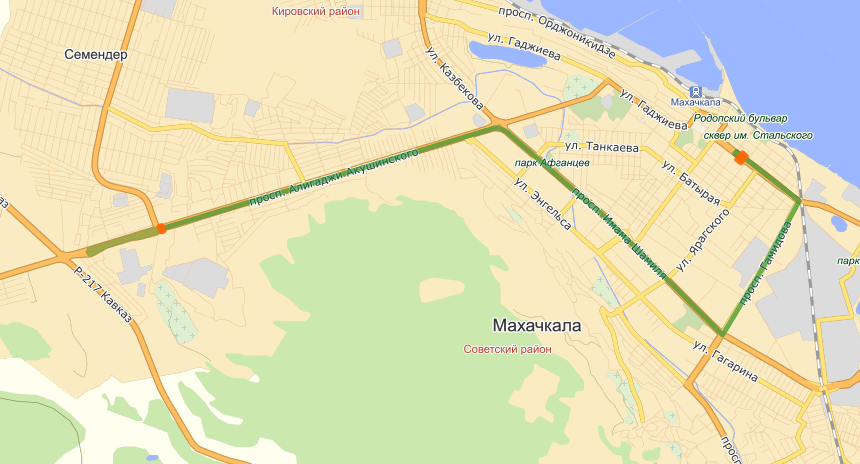 Кировский район
просп. Орджоникидзе
ул. Гаджиева
Семендер
ул. Казбекова
Махачкала
ул. Гаджиева
Родопский бульвар
сквер им. Стальского
ул. Танкаева
парк Афганцев
просп. Алигаджи Акушинского
ул. Батырая
ул. Энгельса
просп. Имама Шамиля
ул. Ярагского
просп. Гамидова
парк
Р-217 Кавказ
Махачкала
Советский район
ул. Гагарина